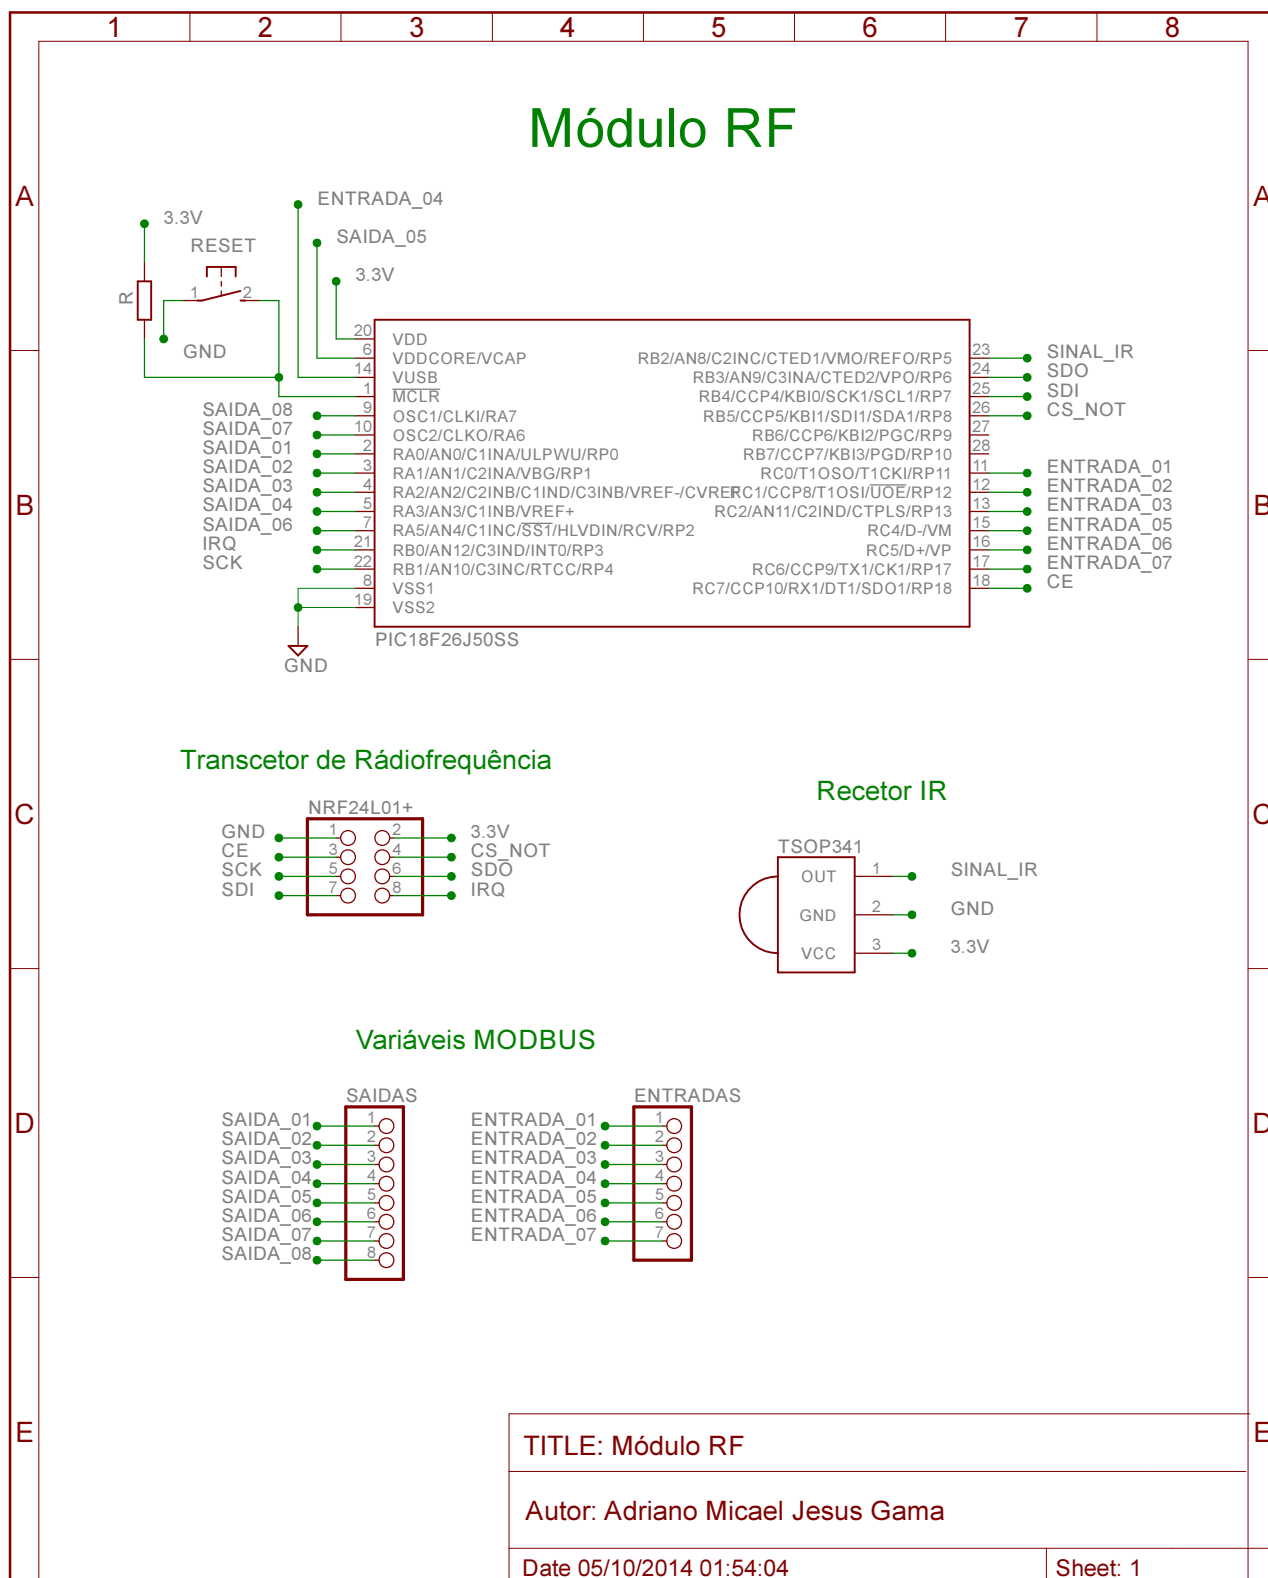 1 2 3 4 5 6 7 8
Módulo RF
A A
ENTRADA_04
3.3V
SAIDA_05
RESET
3.3V
R
1 2
GND
20 VDD
6 VDDCORE/VCAP
14 VUSB
1 MCLR
SAIDA_08 9 OSC1/CLKI/RA7
SAIDA_07 10 OSC2/CLKO/RA6
SAIDA_01 2 RA0/AN0/C1INA/ULPWU/RP0
SAIDA_02 3 RA1/AN1/C2INA/VBG/RP1
SAIDA_03 4 RA2/AN2/C2INB/C1IND/C3INB/VREF-/CVREF
SAIDA_04 5 RA3/AN3/C1INB/VREF+
SAIDA_06 7 RA5/AN4/C1INC/SS1/HLVDIN/RCV/RP2
IRQ 21 RB0/AN12/C3IND/INT0/RP3
SCK 22 RB1/AN10/C3INC/RTCC/RP4
8 VSS1
19 VSS2
RB2/AN8/C2INC/CTED1/VMO/REFO/RP5 23 SINAL_IR
RB3/AN9/C3INA/CTED2/VPO/RP6 24 SDO
RB4/CCP4/KBI0/SCK1/SCL1/RP7 25 SDI
RB5/CCP5/KBI1/SDI1/SDA1/RP8 26 CS_NOT
RB6/CCP6/KBI2/PGC/RP9 27
RB7/CCP7/KBI3/PGD/RP10 28
RC0/T1OSO/T1CKI/RP11 11 ENTRADA_01
RC1/CCP8/T1OSI/UOE/RP12 12 ENTRADA_02
RC2/AN11/C2IND/CTPLS/RP13 13 ENTRADA_03
RC4/D-/VM 15 ENTRADA_05
RC5/D+/VP 16 ENTRADA_06
RC6/CCP9/TX1/CK1/RP17 17 ENTRADA_07
RC7/CCP10/RX1/DT1/SDO1/RP18 18 CE
B B
PIC18F26J50SS
GND
Transcetor de Rádiofrequência
NRF24L01+
GND 1 2 3.3V
CE 3 4 CS_NOT
SCK 5 6 SDO
SDI 7 8 IRQ
C C
Recetor IR
TSOP341
OUT 1 SINAL_IR
GND 2 GND
VCC 3 3.3V
Variáveis MODBUS
SAIDAS
SAIDA_01 1
SAIDA_02 2
SAIDA_03 3
SAIDA_04 4
SAIDA_05 5
SAIDA_06 6
SAIDA_07 7
SAIDA_08 8
ENTRADAS
ENTRADA_01 1
ENTRADA_02 2
ENTRADA_03 3
ENTRADA_04 4
ENTRADA_05 5
ENTRADA_06 6
ENTRADA_07 7
D D
E E
TITLE: Módulo RF
Autor: Adriano Micael Jesus Gama
Date 05/10/2014 01:54:04 Sheet: 1